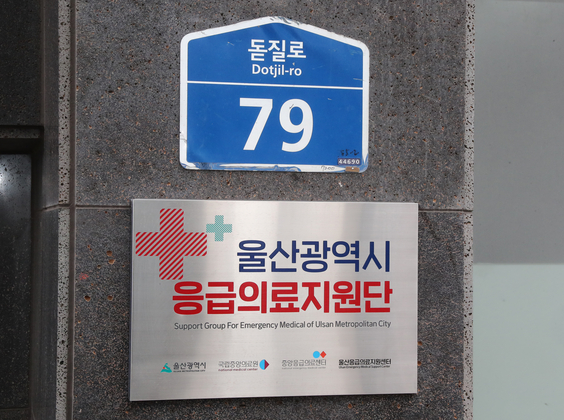 돋질로
Dotjil-ro
79
44690
울산광역시
응급의료지원단
Support Group For Emergency Medical of Ulsan Metropolitan City
울산광역시 국립중앙의료원 중앙응급의료센터 울산응급의료지원센터